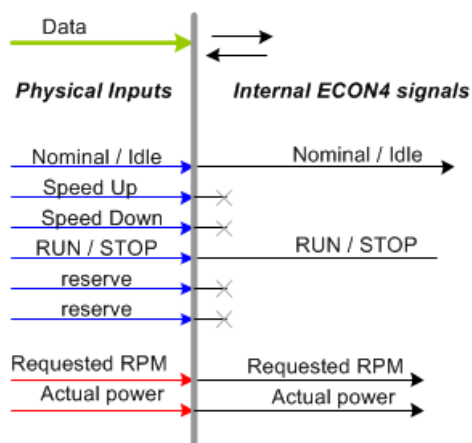 Data
Physical Inputs
Internal ECON4 signals
Nominal / Idle
Nominal / Idle
Speed Up
Speed Down
RUN / STOP
RUN / STOP
reserve
reserve
Requested RPM
Requested RPM
Actual power
Actual power